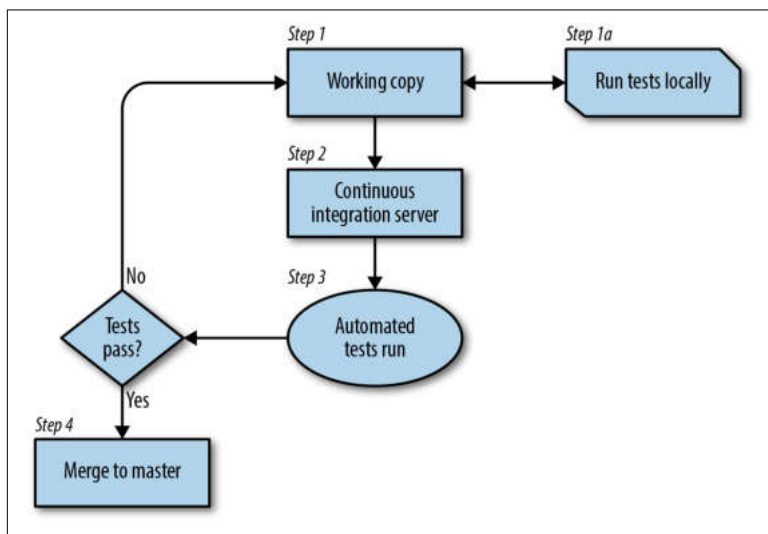 Step 1
Working copy
Step 1a
Run tests locally
Step 2
Continuous
integration server
Step 3
Automated
tests run
No
Tests
pass?
Yes
Step 4
Merge to master